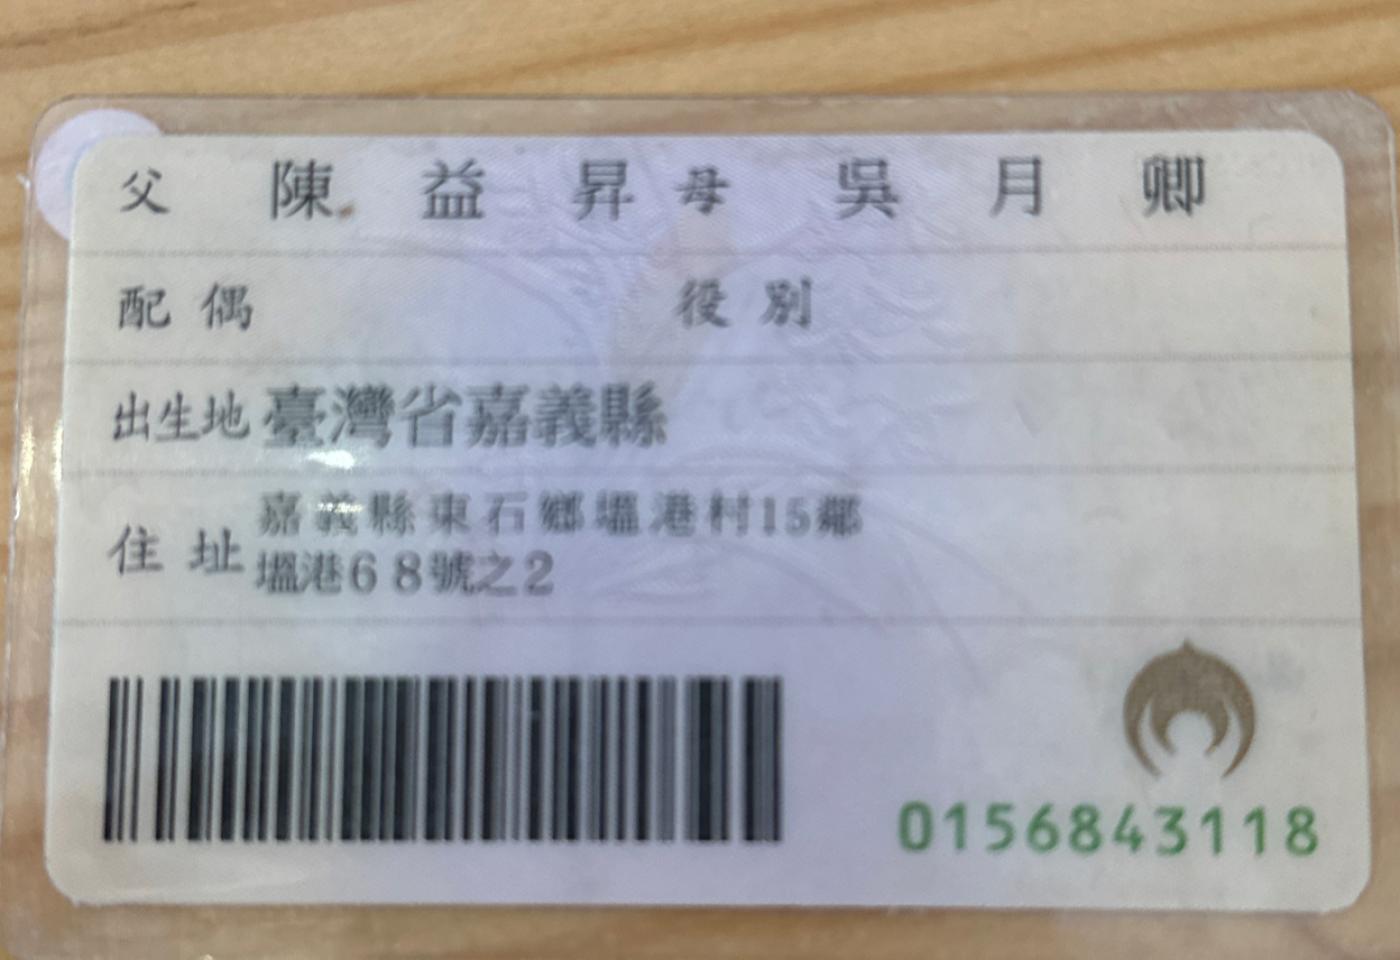 父 陳益昇 母 吳月卿
配偶 役別
出生地 臺灣省嘉義縣
住址 嘉義縣東石鄉塭港村15鄰
塭港68號之2
0156843118